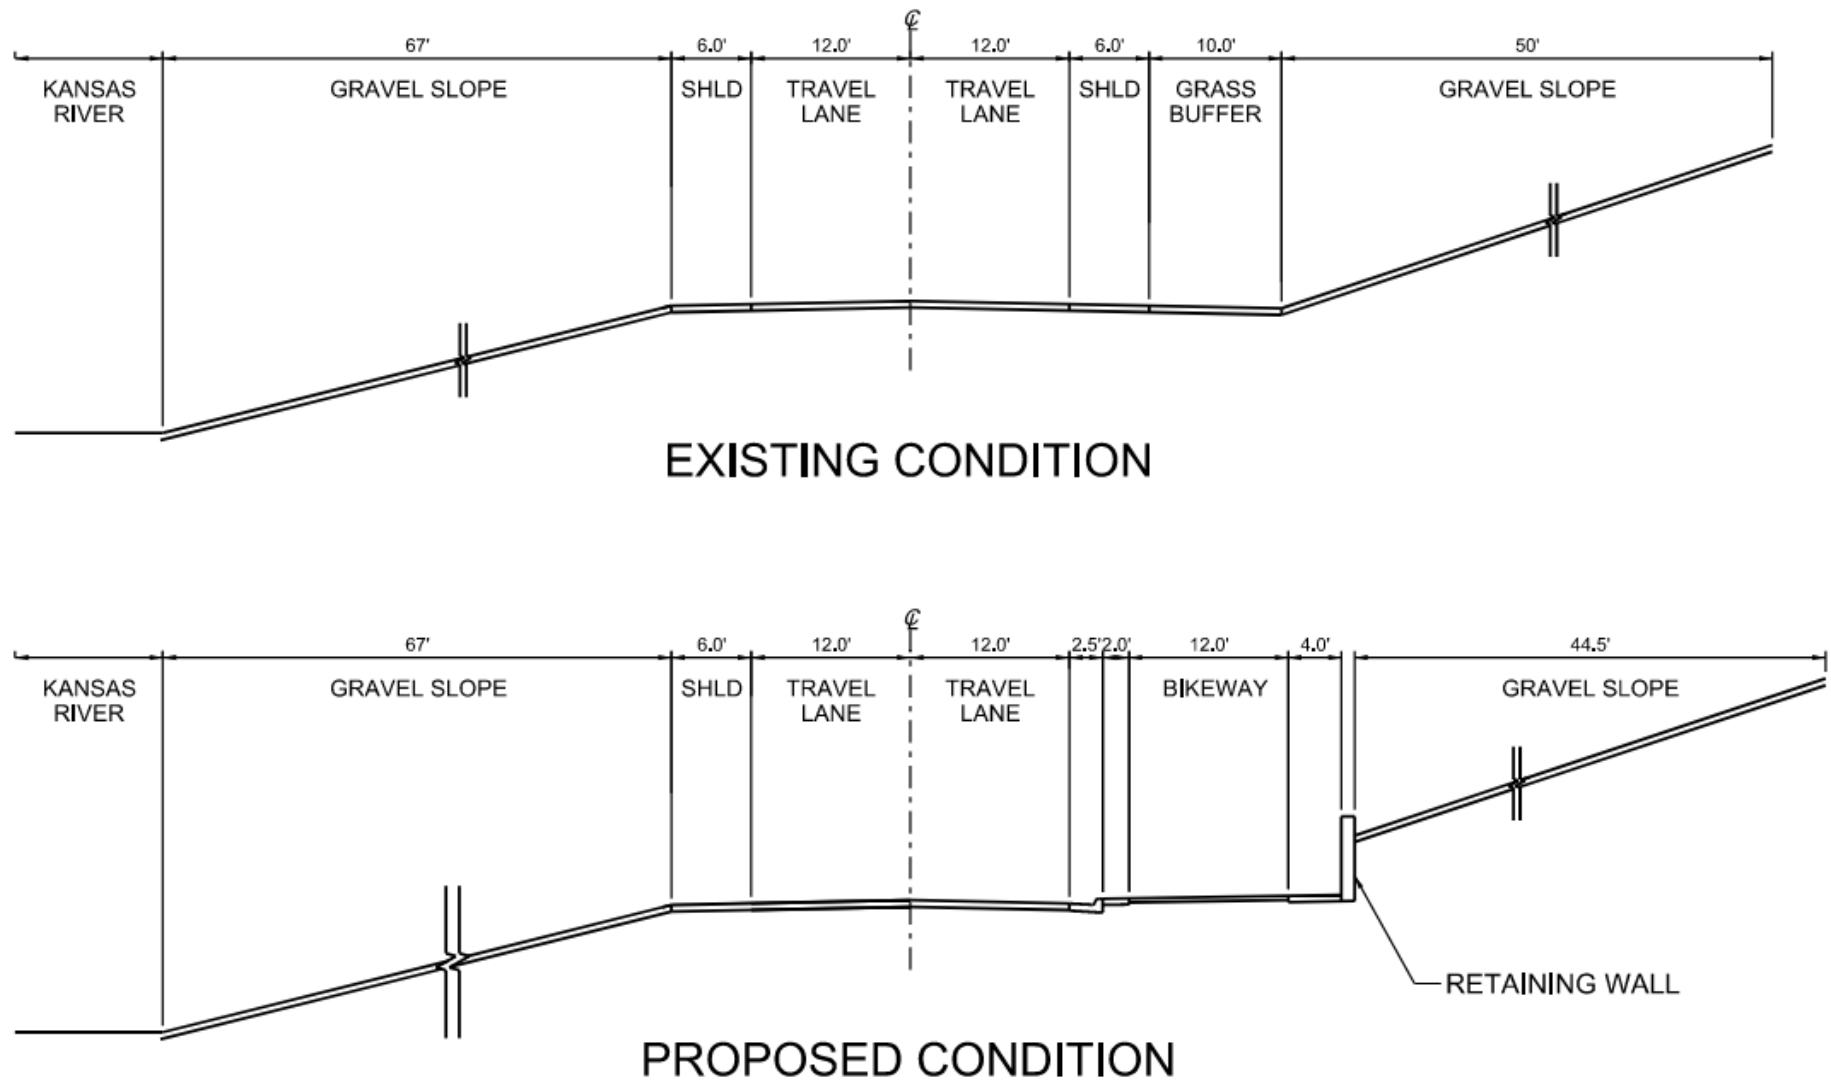 ℄
67' 6.0' 12.0' 12.0' 6.0' 10.0' 50'
KANSAS GRAVEL SLOPE SHLD TRAVEL TRAVEL SHLD GRASS GRAVEL SLOPE
RIVER LANE LANE BUFFER
EXISTING CONDITION
℄
67' 6.0' 12.0' 12.0' 2.5' 2.0' 12.0' 4.0' 44.5'
KANSAS GRAVEL SLOPE SHLD TRAVEL TRAVEL BIKEWAY GRAVEL SLOPE
RIVER LANE LANE
RETAINING WALL
PROPOSED CONDITION